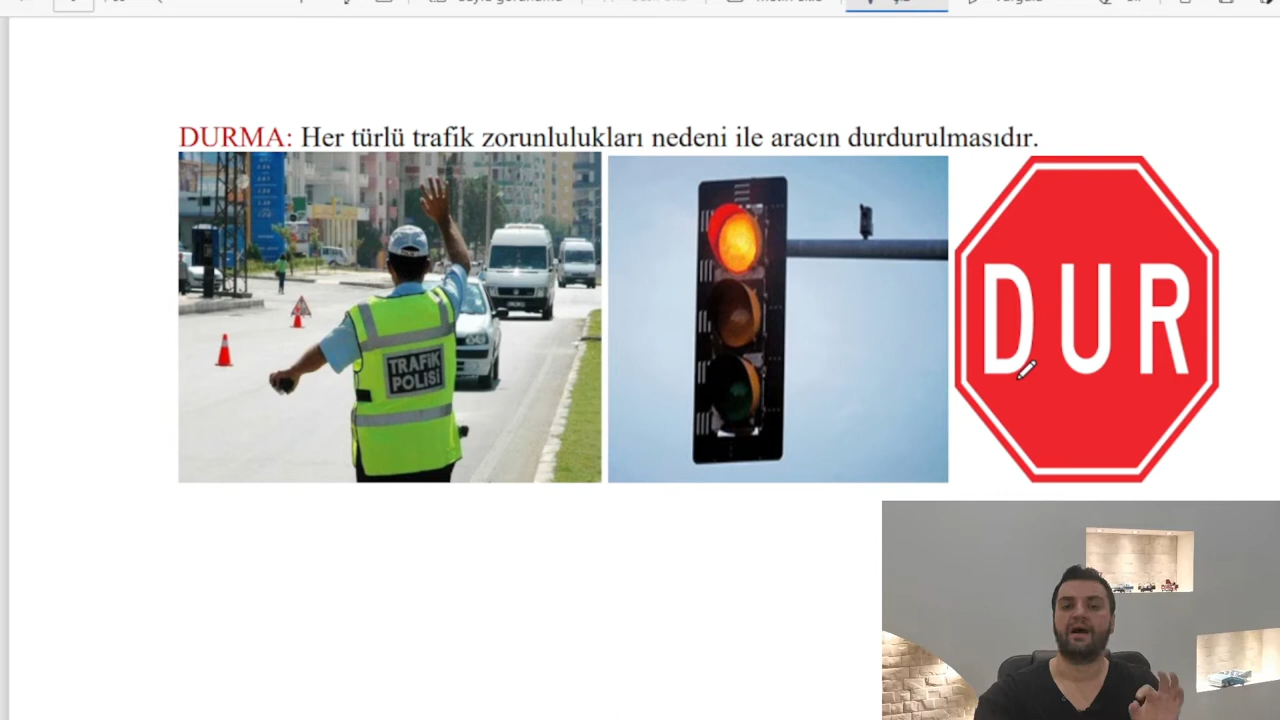 DURMA: Her türlü trafik zorunlulukları nedeni ile aracın durdurulmasıdır.
TRAFİK
POLİSİ
DUR